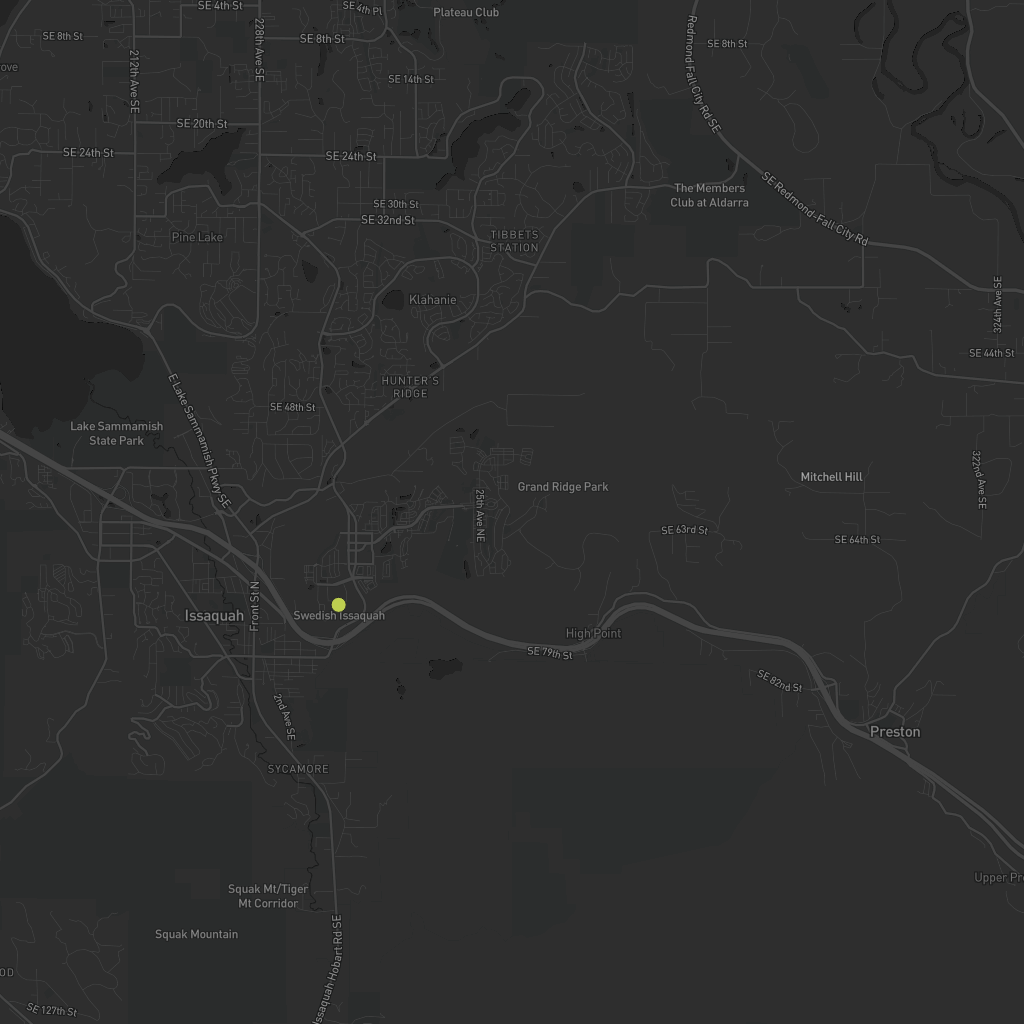 SE 4th St
SE 4th Pl
Plateau Club
SE 8th St
228th Ave SE
SE 8th St
SE 8th St
212th Ave SE
Redmond-Fall City Rd SE
ove
SE 14th St
SE 20th St
SE 24th St
SE 24th St
The Members
Club at Aldarra
SE Redmond-Fall City Rd
SE 30th St
SE 32nd St
Pine Lake
TIBBETS
STATION
324th Ave SE
Klahanie
SE 44th St
HUNTER'S
RIDGE
E Lake Sammamish Pkwy SE
SE 48th St
Lake Sammamish
State Park
Mitchell Hill
322nd Ave SE
Grand Ridge Park
25th Ave NE
SE 63rd St
SE 64th St
Front St N
Issaquah
Swedish Issaquah
High Point
SE 79th St
SE 82nd St
2nd Ave SE
Preston
SYCAMORE
Upper Pre
Squak Mt/Tiger
Mt Corridor
Squak Mountain
Issaquah-Hobart Rd SE
OD
SE 127th St